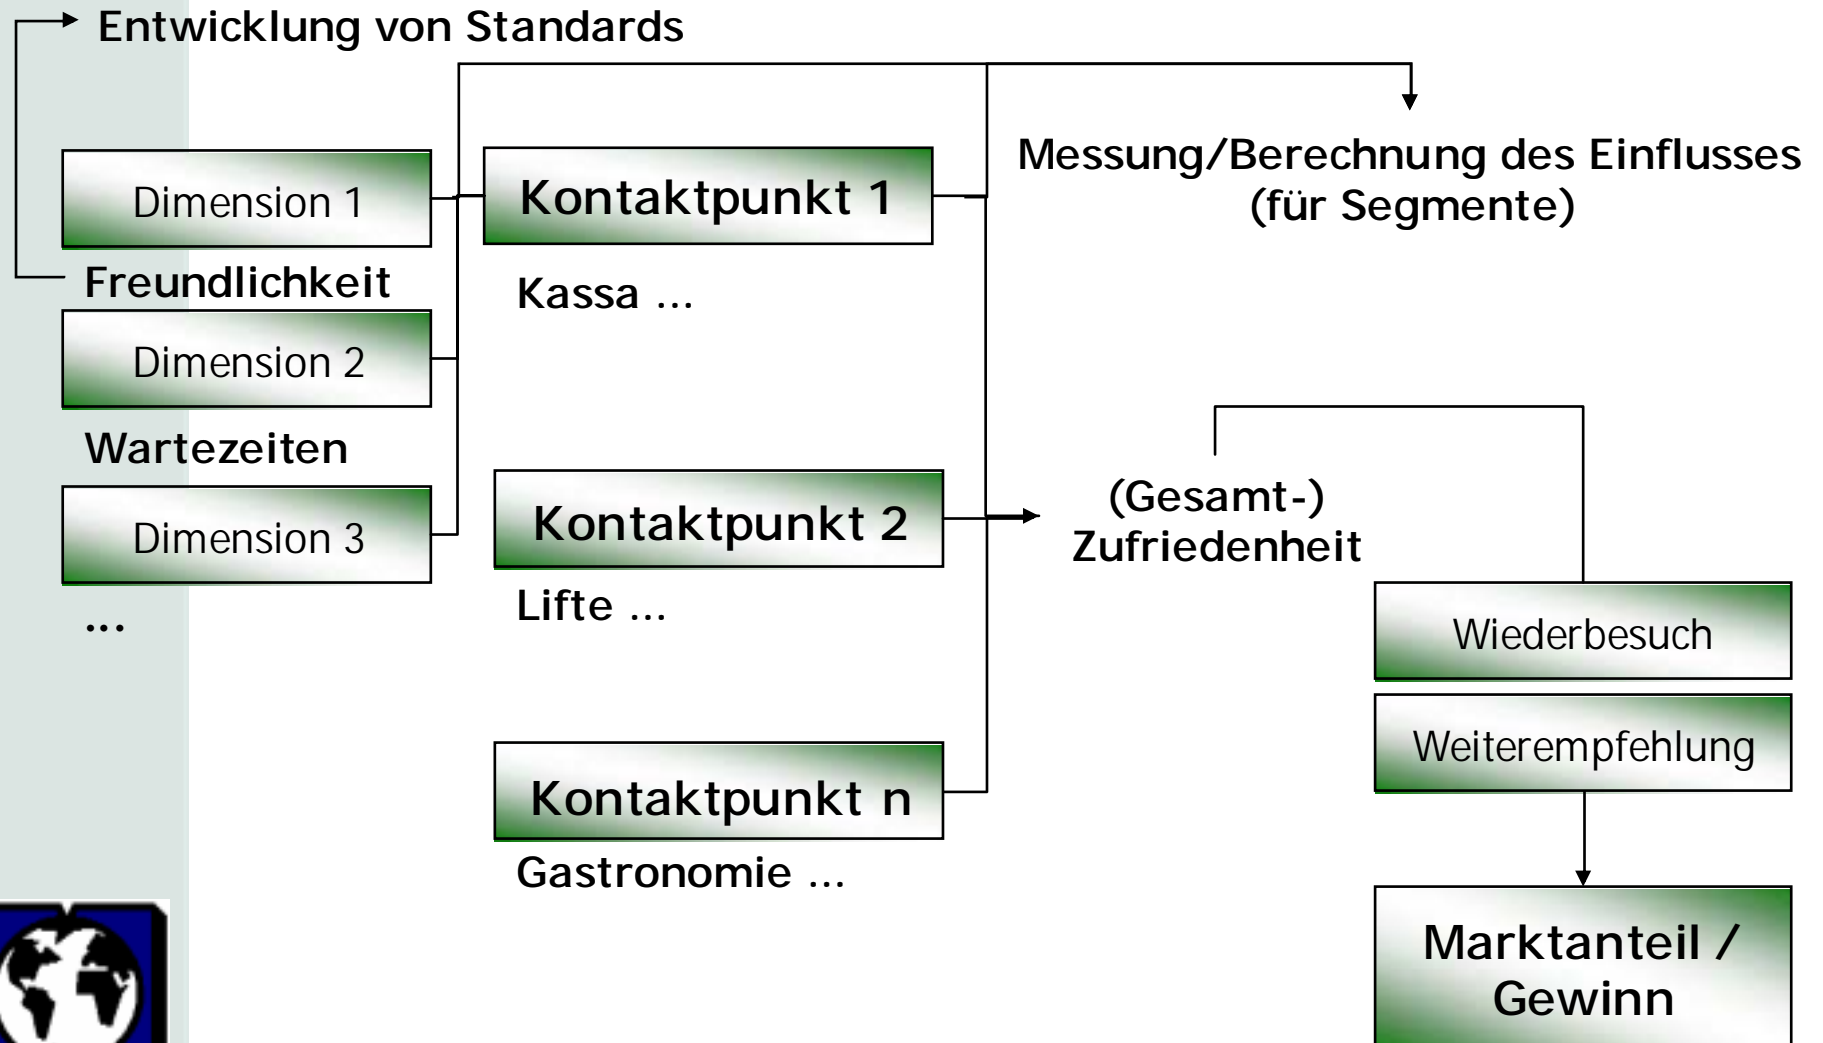 Entwicklung von Standards
Dimension 1
Freundlichkeit
Dimension 2
Wartezeiten
Dimension 3
...
Kontaktpunkt 1
Kassa ...
Kontaktpunkt 2
Lifte ...
Kontaktpunkt n
Gastronomie ...
Messung/Berechnung des Einflusses
(für Segmente)
(Gesamt-)
Zufriedenheit
Wiederbesuch
Weiterempfehlung
Marktanteil /
Gewinn